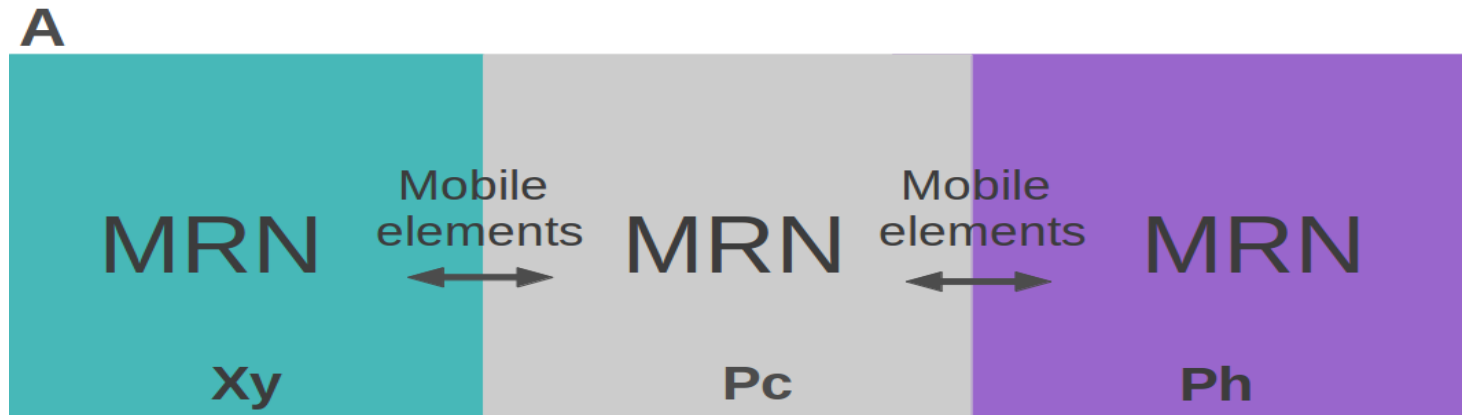 A
Mobile
elements
Mobile
elements
MRN
MRN
MRN
Xy
Pc
Ph